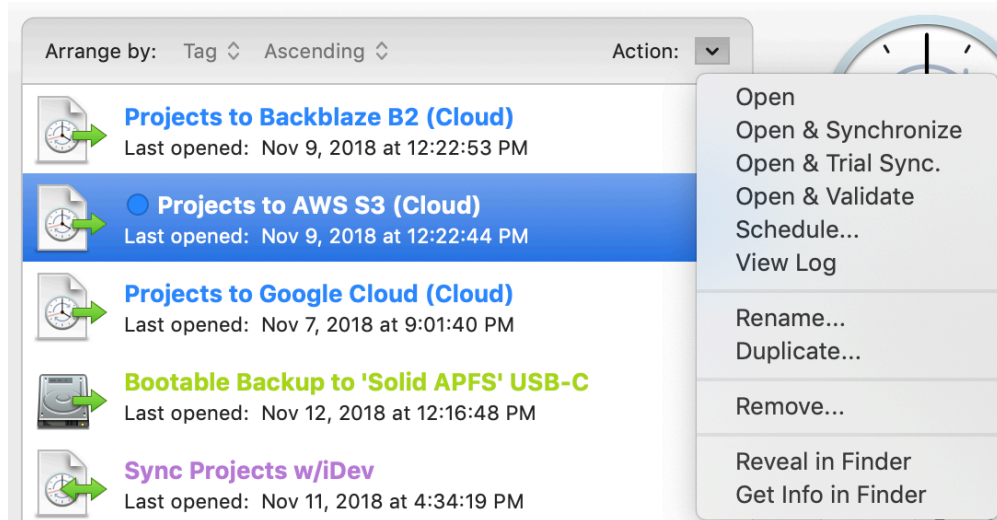 Arrange by: Tag Ascending Action:
Projects to Backblaze B2 (Cloud)
Last opened: Nov 9, 2018 at 12:22:53 PM
Projects to AWS S3 (Cloud)
Last opened: Nov 9, 2018 at 12:22:44 PM
Projects to Google Cloud (Cloud)
Last opened: Nov 7, 2018 at 9:01:40 PM
Bootable Backup to 'Solid APFS' USB-C
Last opened: Nov 12, 2018 at 12:16:48 PM
Sync Projects w/iDev
Last opened: Nov 11, 2018 at 4:34:19 PM
Open
Open & Synchronize
Open & Trial Sync.
Open & Validate
Schedule...
View Log
Rename...
Duplicate...
Remove...
Reveal in Finder
Get Info in Finder